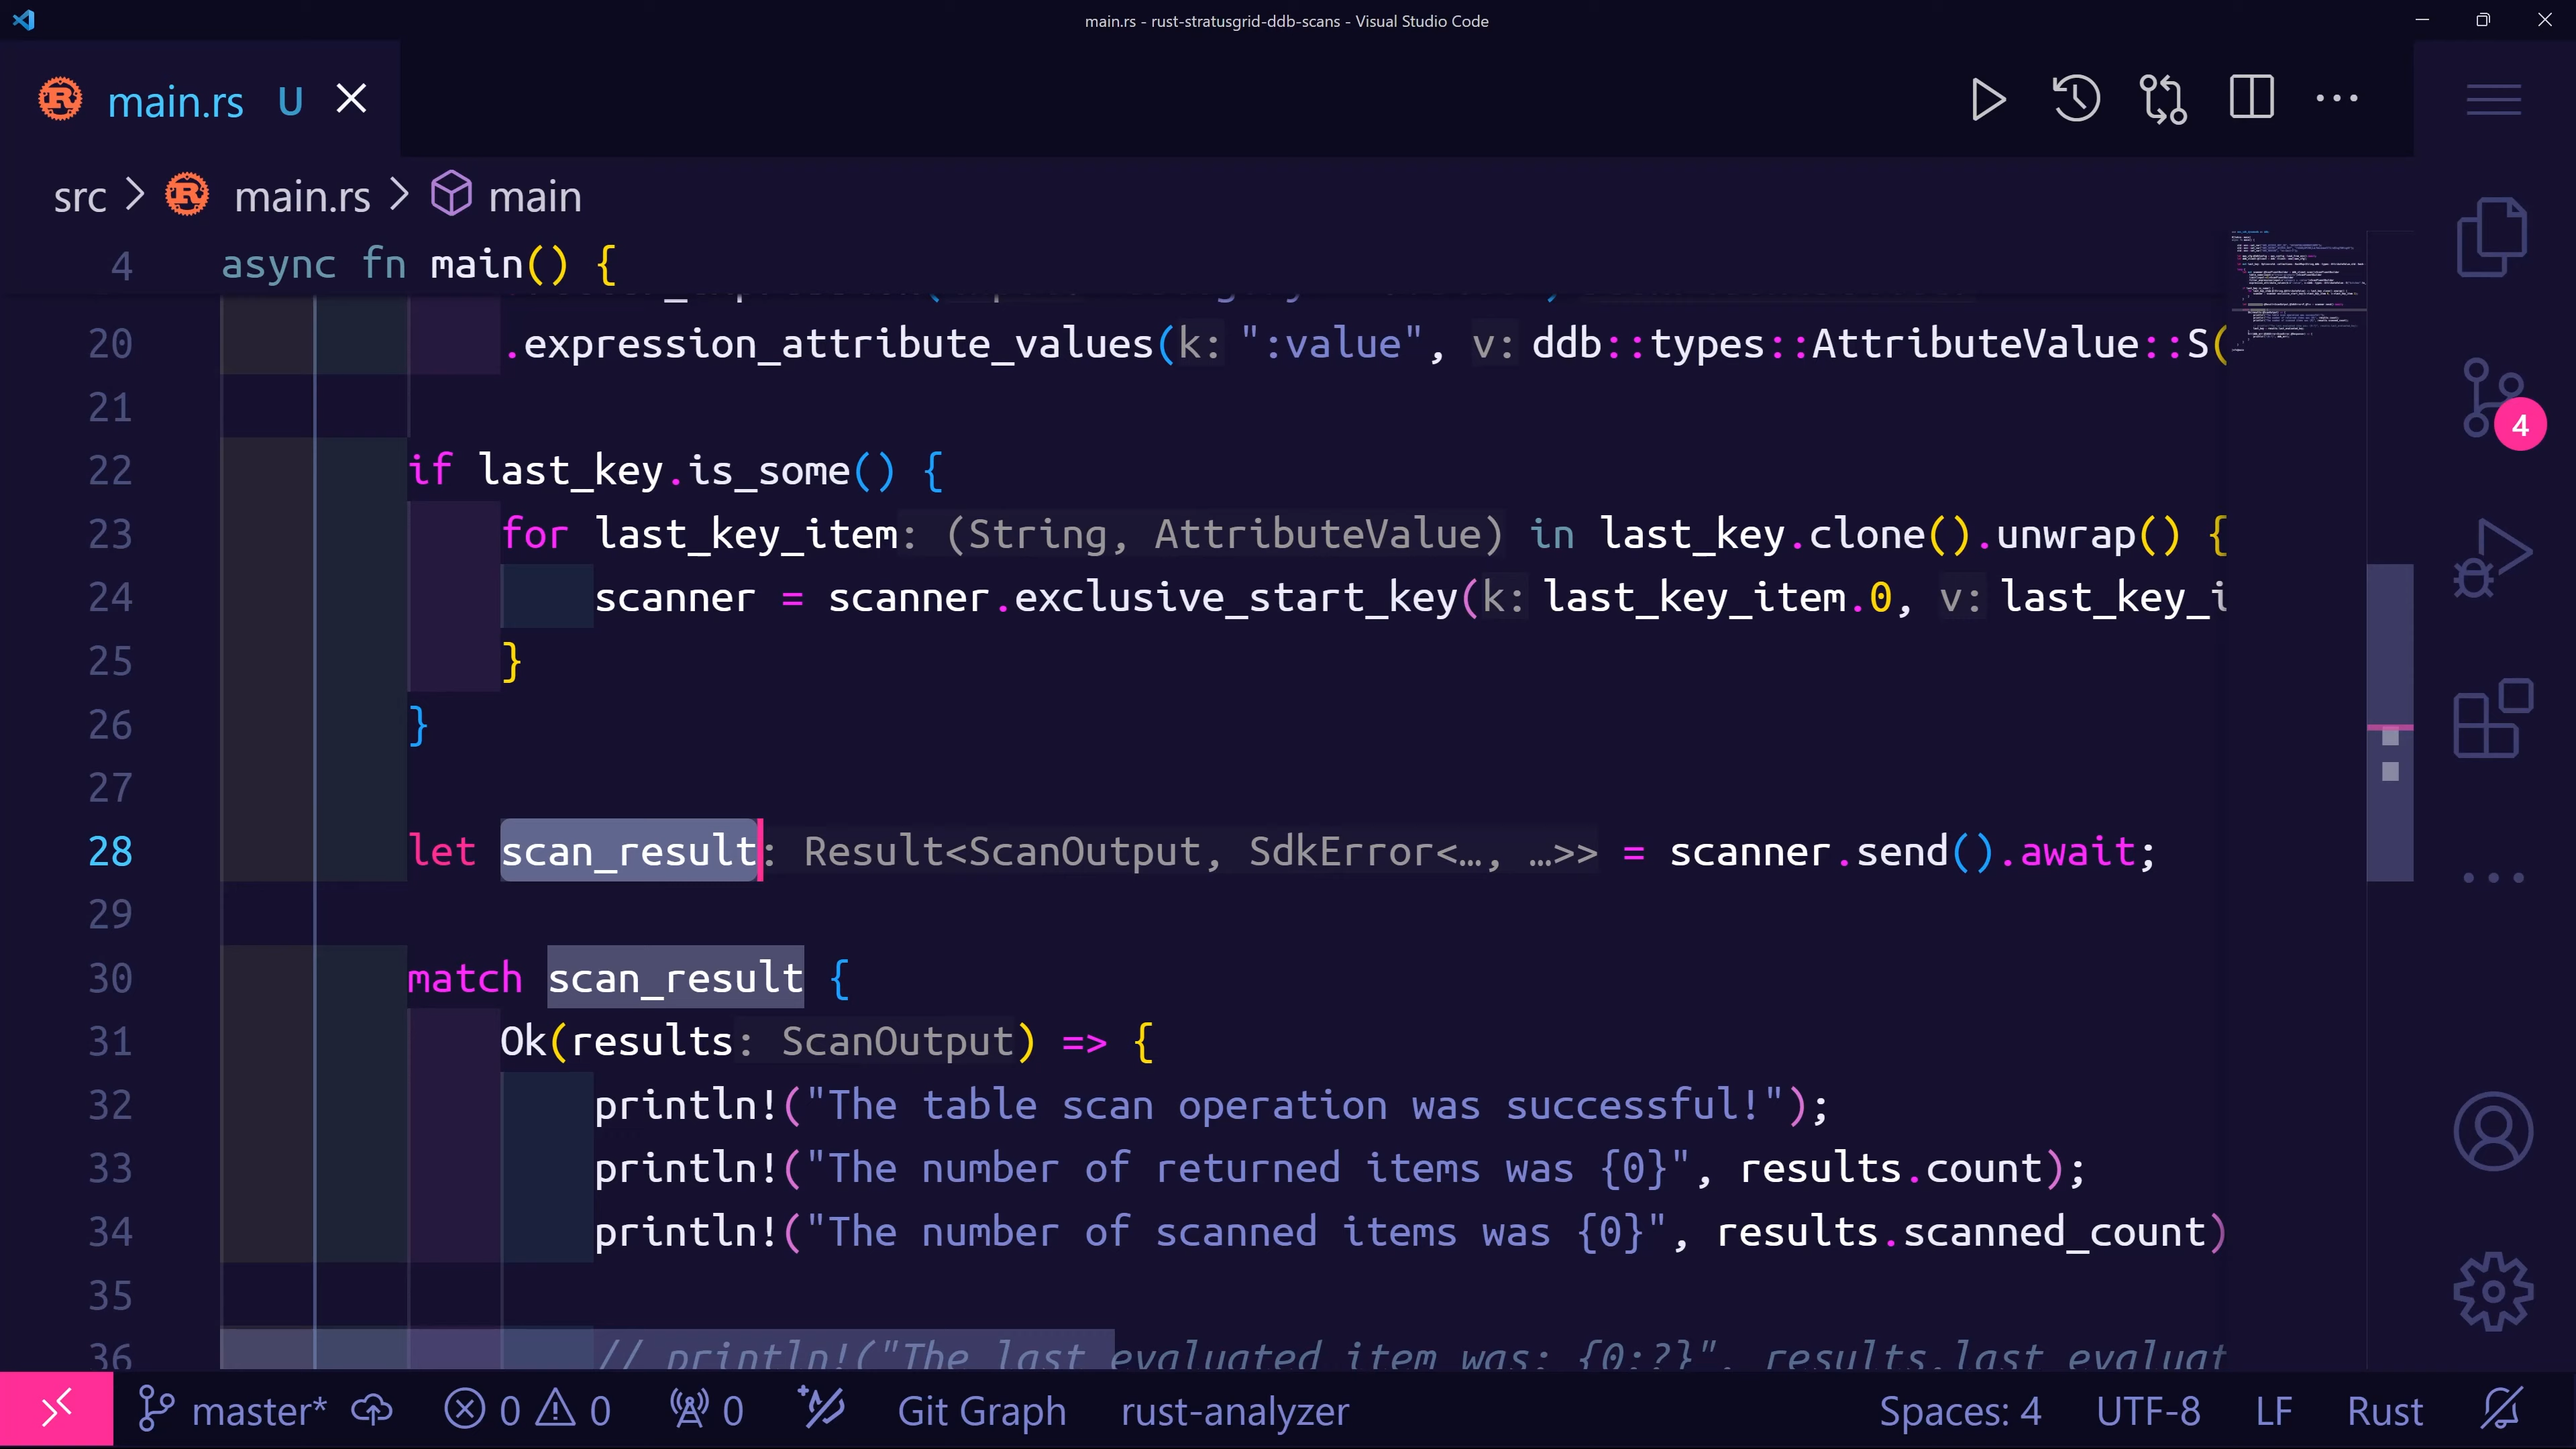 main.rs - rust-stratusgrid-ddb-scans - Visual Studio Code
main.rs U
src > main.rs > main
4 async fn main() {
20 .expression_attribute_values(k: ":value", v: ddb::types::AttributeValue::S(
21
22 if last_key.is_some() {
23 for last_key_item: (String, AttributeValue) in last_key.clone().unwrap() {
24 scanner = scanner.exclusive_start_key(k: last_key_item.0, v: last_key_i
25 }
26 }
27
28 let scan_result: Result<ScanOutput, SdkError<…, …>> = scanner.send().await;
29
30 match scan_result {
31 Ok(results: ScanOutput) => {
32 println!("The table scan operation was successful!");
33 println!("The number of returned items was {0}", results.count);
34 println!("The number of scanned items was {0}", results.scanned_count)
35
36 // println!("The last evaluated item was: {0:?}", results.last_evaluat
4
master* 0 0 0 Git Graph rust-analyzer Spaces: 4 UTF-8 LF Rust